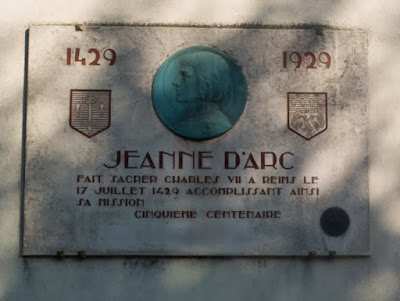 1429 1929
JEANNE D'ARC
FAIT SACRER CHARLES VII A REIMS LE
17 JUILLET 1429 ACCOMPLISSANT AINSI
SA MISSION
CINQUIEME CENTENAIRE